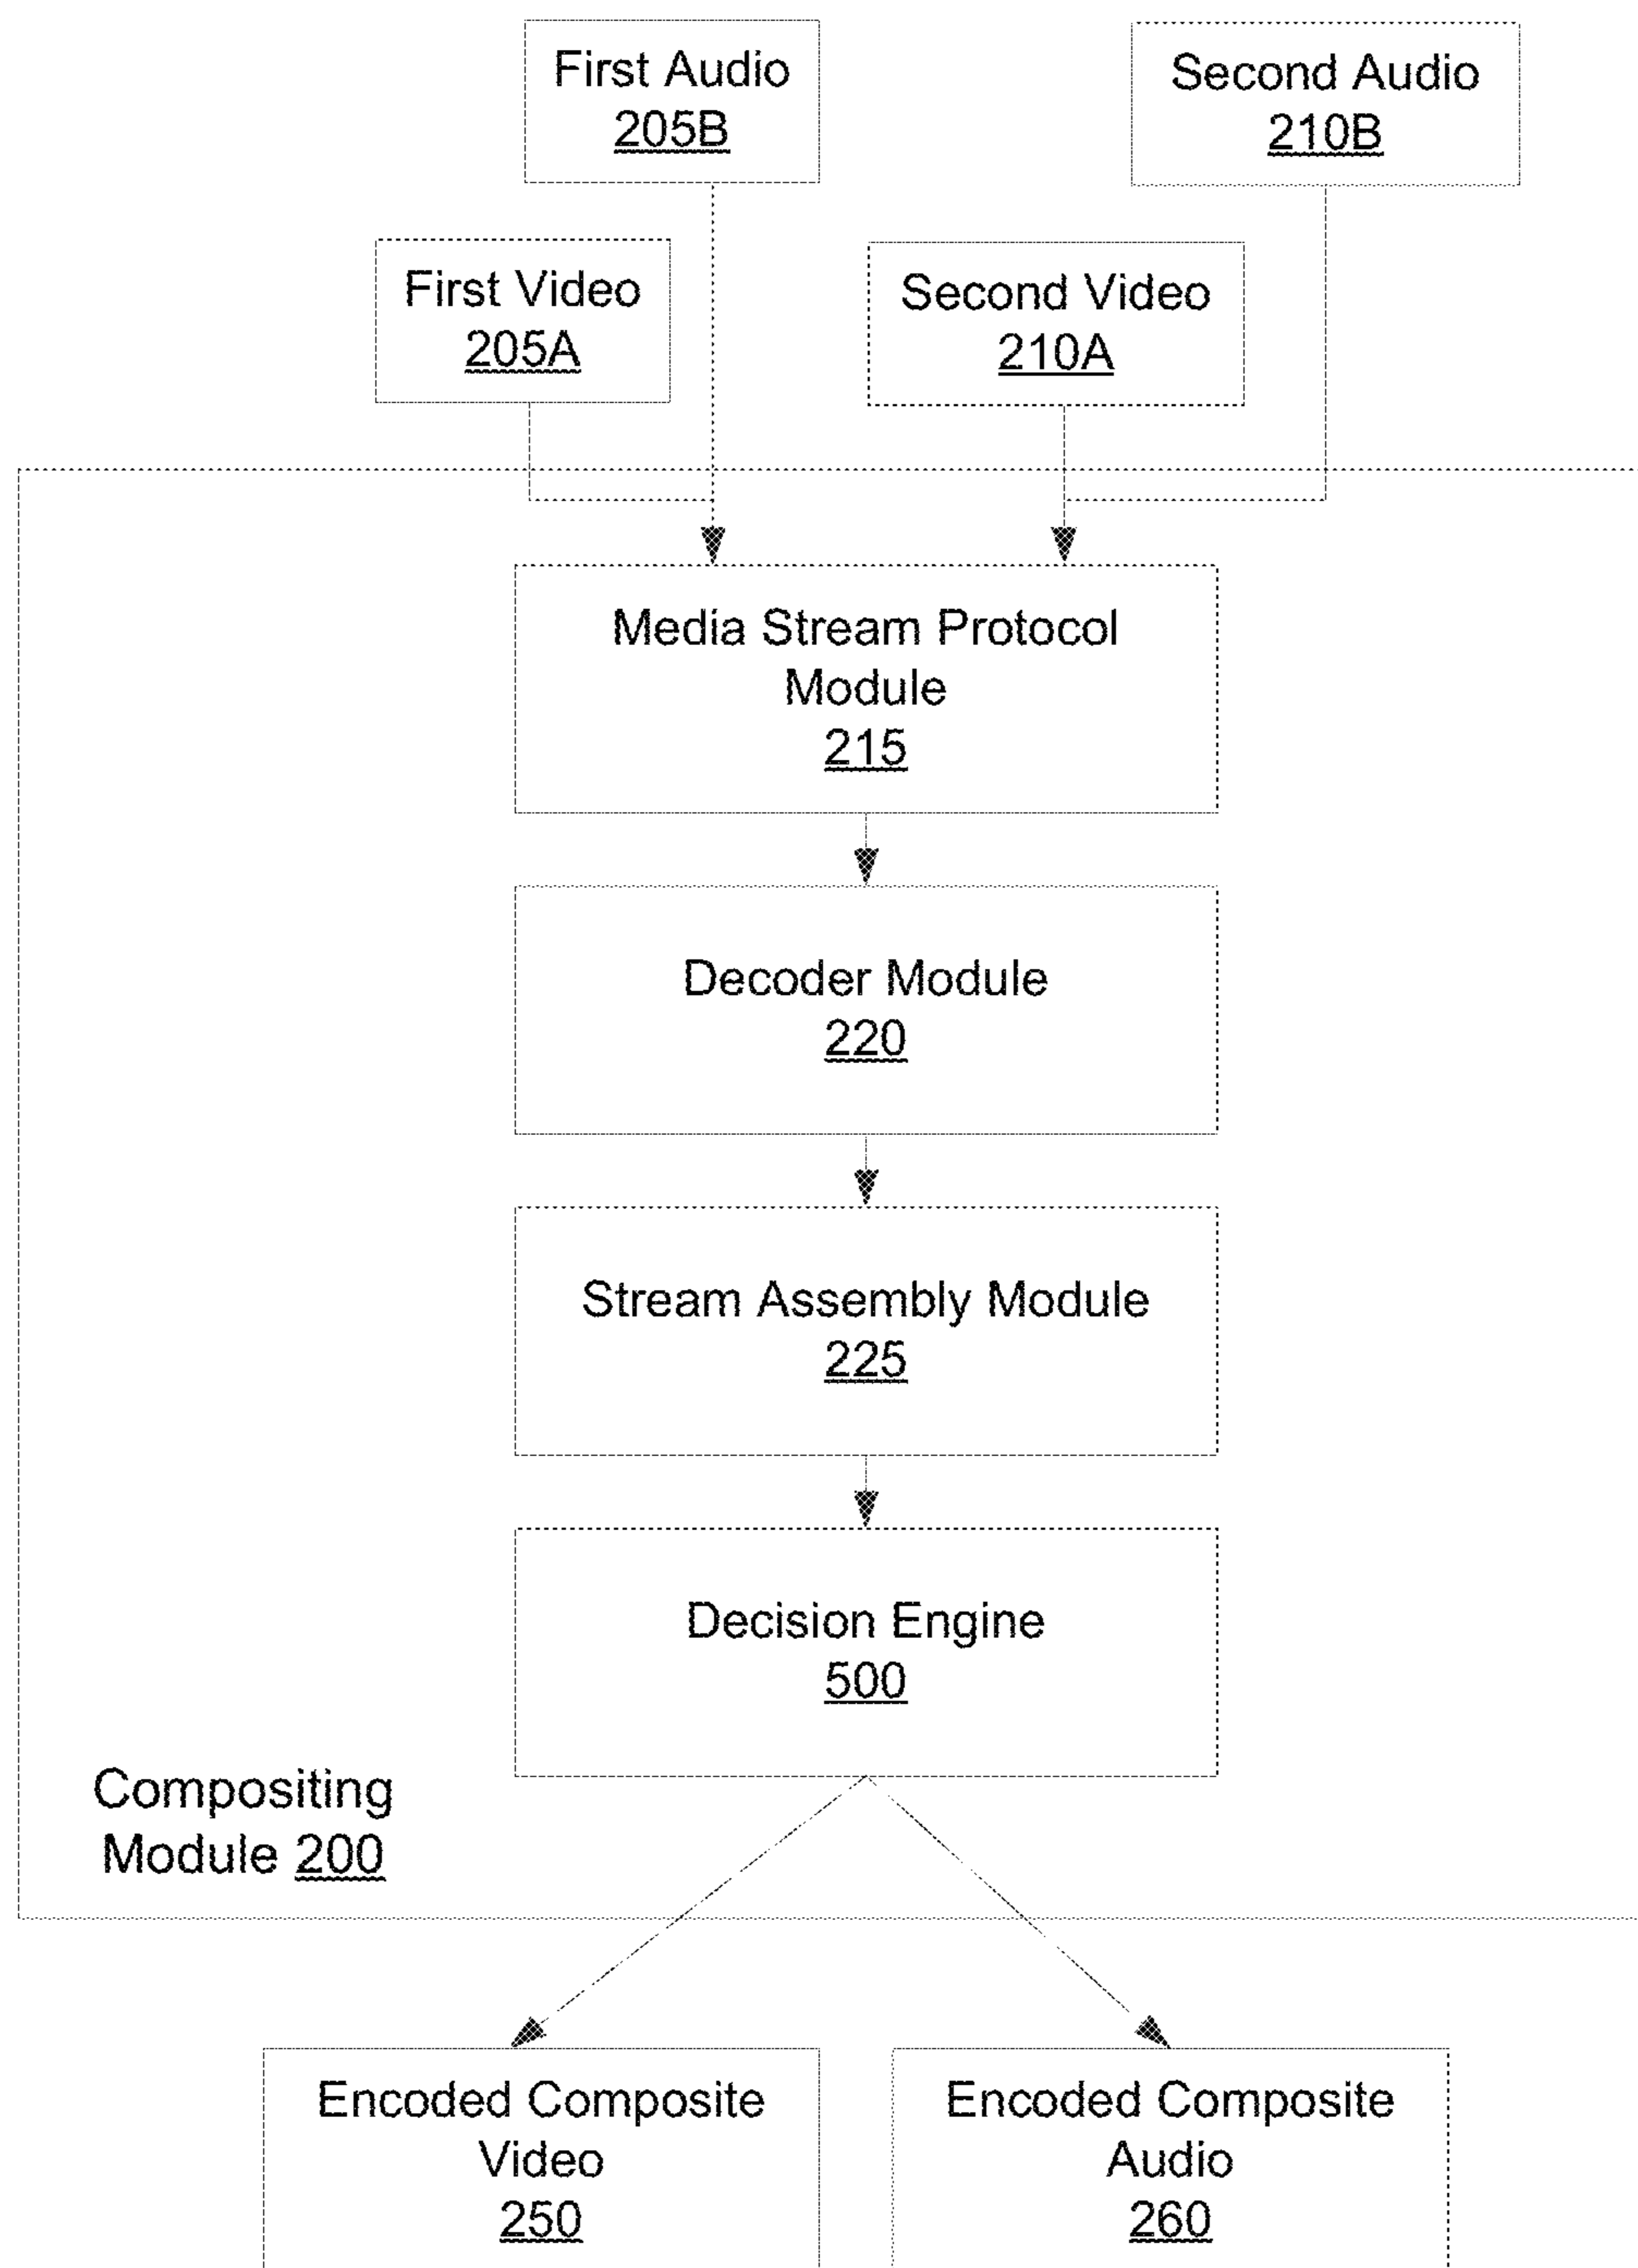 First Audio
205B
Second Audio
210B
First Video
205A
Second Video
210A
Media Stream Protocol
Module
215
Decoder Module
220
Stream Assembly Module
225
Decision Engine
500
Compositing
Module 200
Encoded Composite
Video
250
Encoded Composite
Audio
260